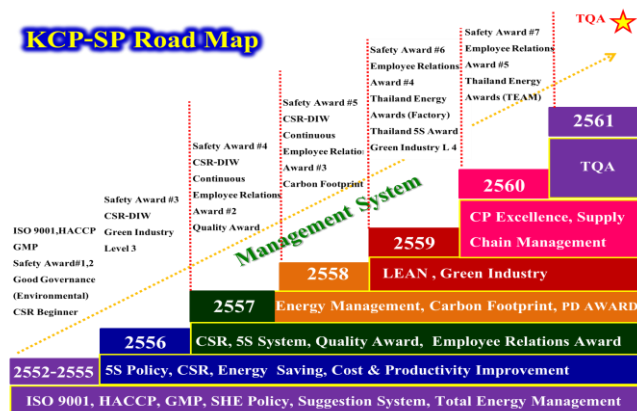 KCP-SP Road Map
TQA
Safety Award #7
Employee Relations
Award #5
Thailand Energy
Awards (TEAM)
Safety Award #6
Employee Relations
Award #4
Thailand Energy
Awards (Factory)
Thailand 5S Award
Green Industry L 4
Safety Award #5
CSR-DIW
Continuous
Employee Relatio
Award #3
Carbon Footprint
Safety Award #4
CSR-DIW
Continuous
Employee Relations
Award #2
Quality Award
Safety Award #3
CSR-DIW
Green Industry
Level 3
ISO 9001,HACCP
GMP
Safety Award#1,2
Good Governance
(Environmental)
CSR Beginner
Management System
2561
TQA
2560
CP Excellence, Supply
Chain Management
2559
LEAN , Green Industry
2558
Energy Management, Carbon Footprint, PD AWARD
2557
CSR, 5S System, Quality Award, Employee Relations Award
2556
5S Policy, CSR, Energy Saving, Cost & Productivity Improvement
2552-2555
ISO 9001, HACCP, GMP, SHE Policy, Suggestion System, Total Energy Management